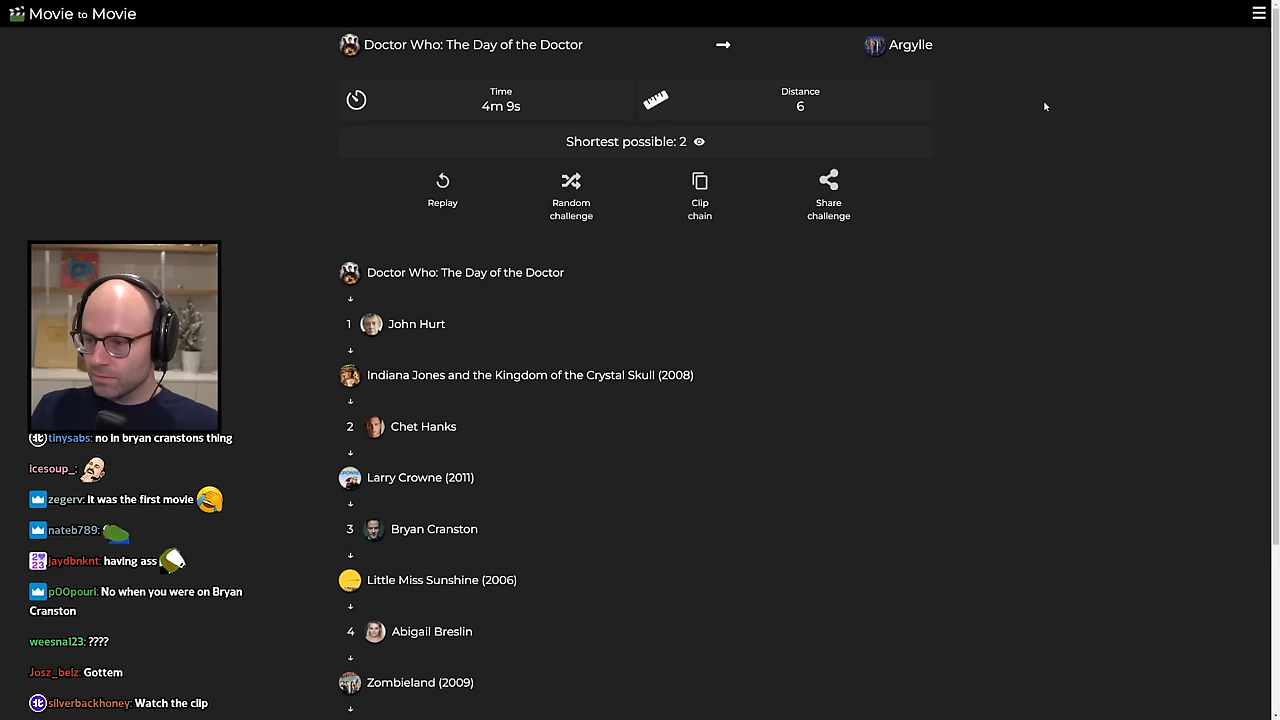 Movie to Movie
Doctor Who: The Day of the Doctor
Argylle
Time
4m 9s
Distance
6
Shortest possible: 2
Replay
Random
challenge
Clip
chain
Share
challenge
Doctor Who: The Day of the Doctor
1 John Hurt
Indiana Jones and the Kingdom of the Crystal Skull (2008)
2 Chet Hanks
Larry Crowne (2011)
3 Bryan Cranston
Little Miss Sunshine (2006)
4 Abigail Breslin
Zombieland (2009)
tinysabs: no in bryan cranstons thing
icesoup_:
zegerv: It was the first movie
nateb789:
jaydbnknt: having ass
p0Opouri: No when you were on Bryan
Cranston
weesna123: ????
Josz_belz: Gottem
silverbackhoney: Watch the clip